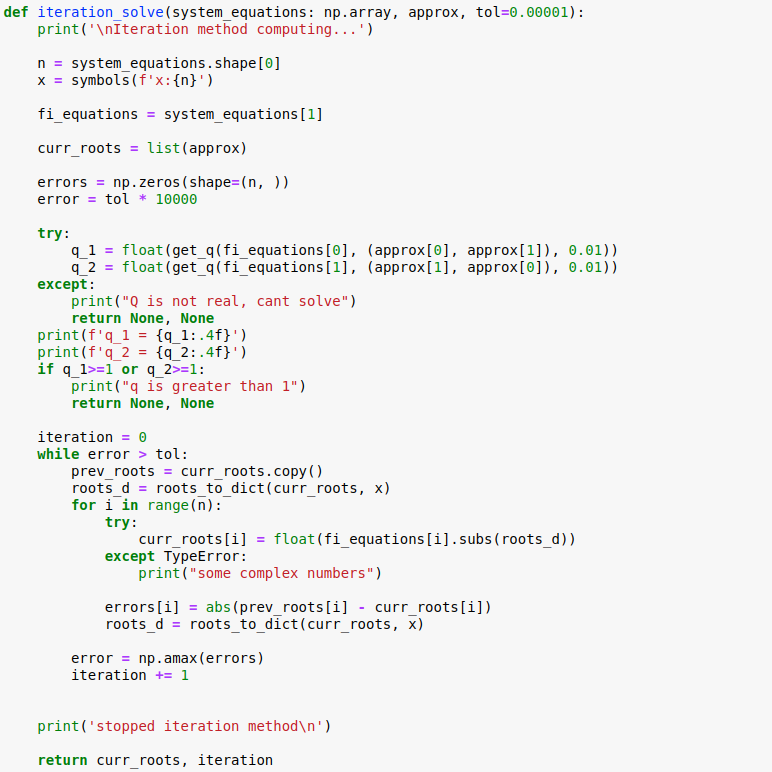 def iteration_solve(system_equations: np.array, approx, tol=0.00001):
    print('\nIteration method computing...')

    n = system_equations.shape[0]
    x = symbols(f'x:{n}')

    fi_equations = system_equations[1]

    curr_roots = list(approx)

    errors = np.zeros(shape=(n, ))
    error = tol * 10000

    try:
        q_1 = float(get_q(fi_equations[0], (approx[0], approx[1]), 0.01))
        q_2 = float(get_q(fi_equations[1], (approx[1], approx[0]), 0.01))
    except:
        print("Q is not real, cant solve")
        return None, None
    print(f'q_1 = {q_1:.4f}')
    print(f'q_2 = {q_2:.4f}')
    if q_1>=1 or q_2>=1:
        print("q is greater than 1")
        return None, None

    iteration = 0
    while error > tol:
        prev_roots = curr_roots.copy()
        roots_d = roots_to_dict(curr_roots, x)
        for i in range(n):
            try:
                curr_roots[i] = float(fi_equations[i].subs(roots_d))
            except TypeError:
                print("some complex numbers")

            errors[i] = abs(prev_roots[i] - curr_roots[i])
            roots_d = roots_to_dict(curr_roots, x)

        error = np.amax(errors)
        iteration += 1


    print('stopped iteration method\n')

    return curr_roots, iteration